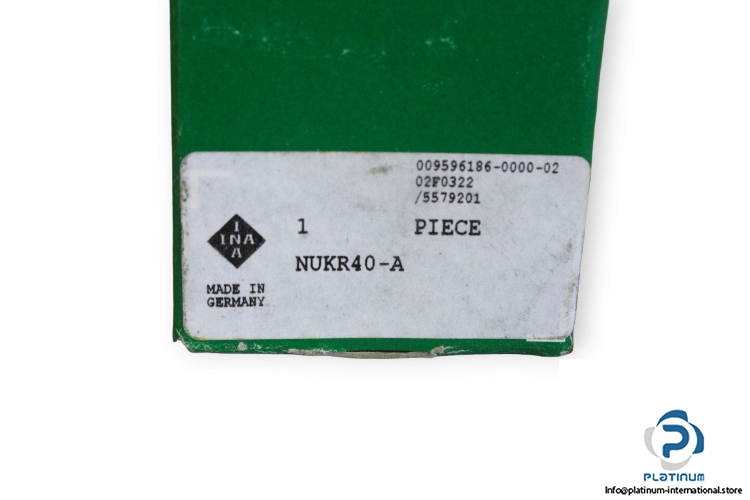 009596186-0000-02
02F0322
/5579201
1 PIECE
I
INA
A
NUKR40-A
MADE IN
GERMANY
PLATINUM
Info@platinum-international.store